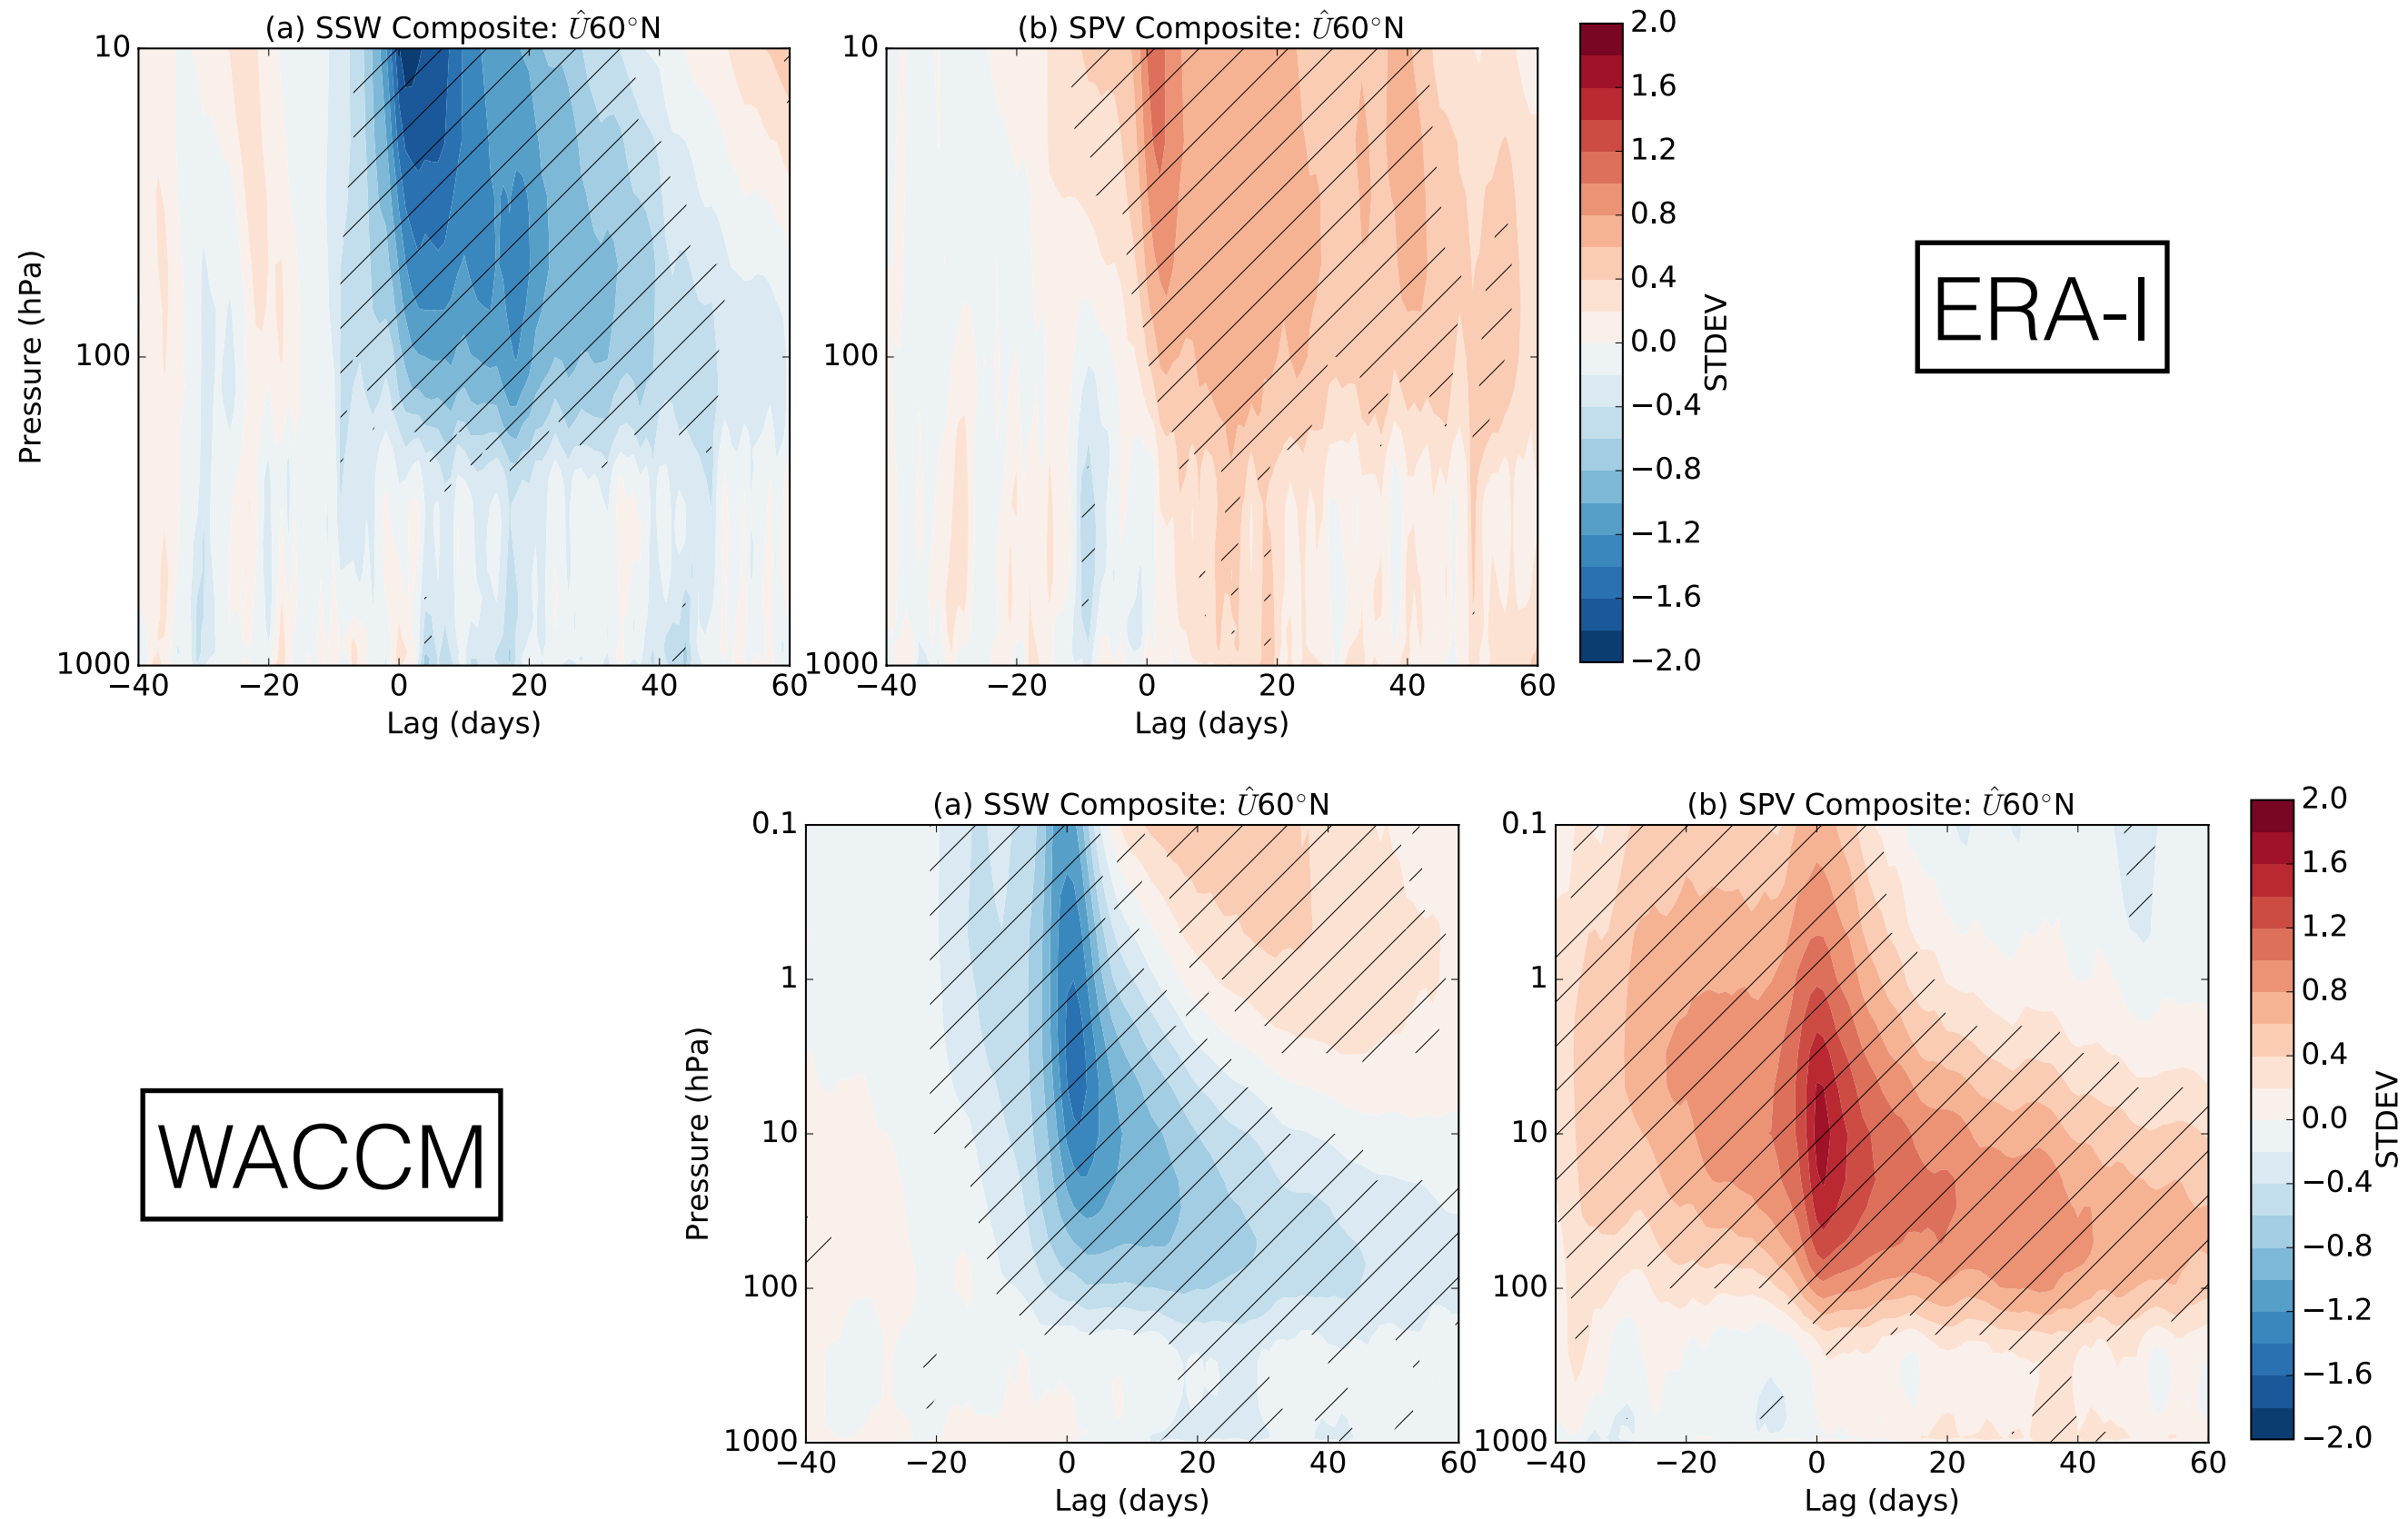 (a) SSW Composite: Û60°N
(b) SPV Composite: Û60°N
10
100
1000
Pressure (hPa)
−40 −20 0 20 40 60
Lag (days)
10
100
1000
−40 −20 0 20 40 60
Lag (days)
2.0
1.6
1.2
0.8
0.4
0.0
−0.4
−0.8
−1.2
−1.6
−2.0
STDEV
ERA-I
WACCM
(a) SSW Composite: Û60°N
(b) SPV Composite: Û60°N
0.1
1
10
100
1000
Pressure (hPa)
−40 −20 0 20 40 60
Lag (days)
0.1
1
10
100
1000
−40 −20 0 20 40 60
Lag (days)
2.0
1.6
1.2
0.8
0.4
0.0
−0.4
−0.8
−1.2
−1.6
−2.0
STDEV